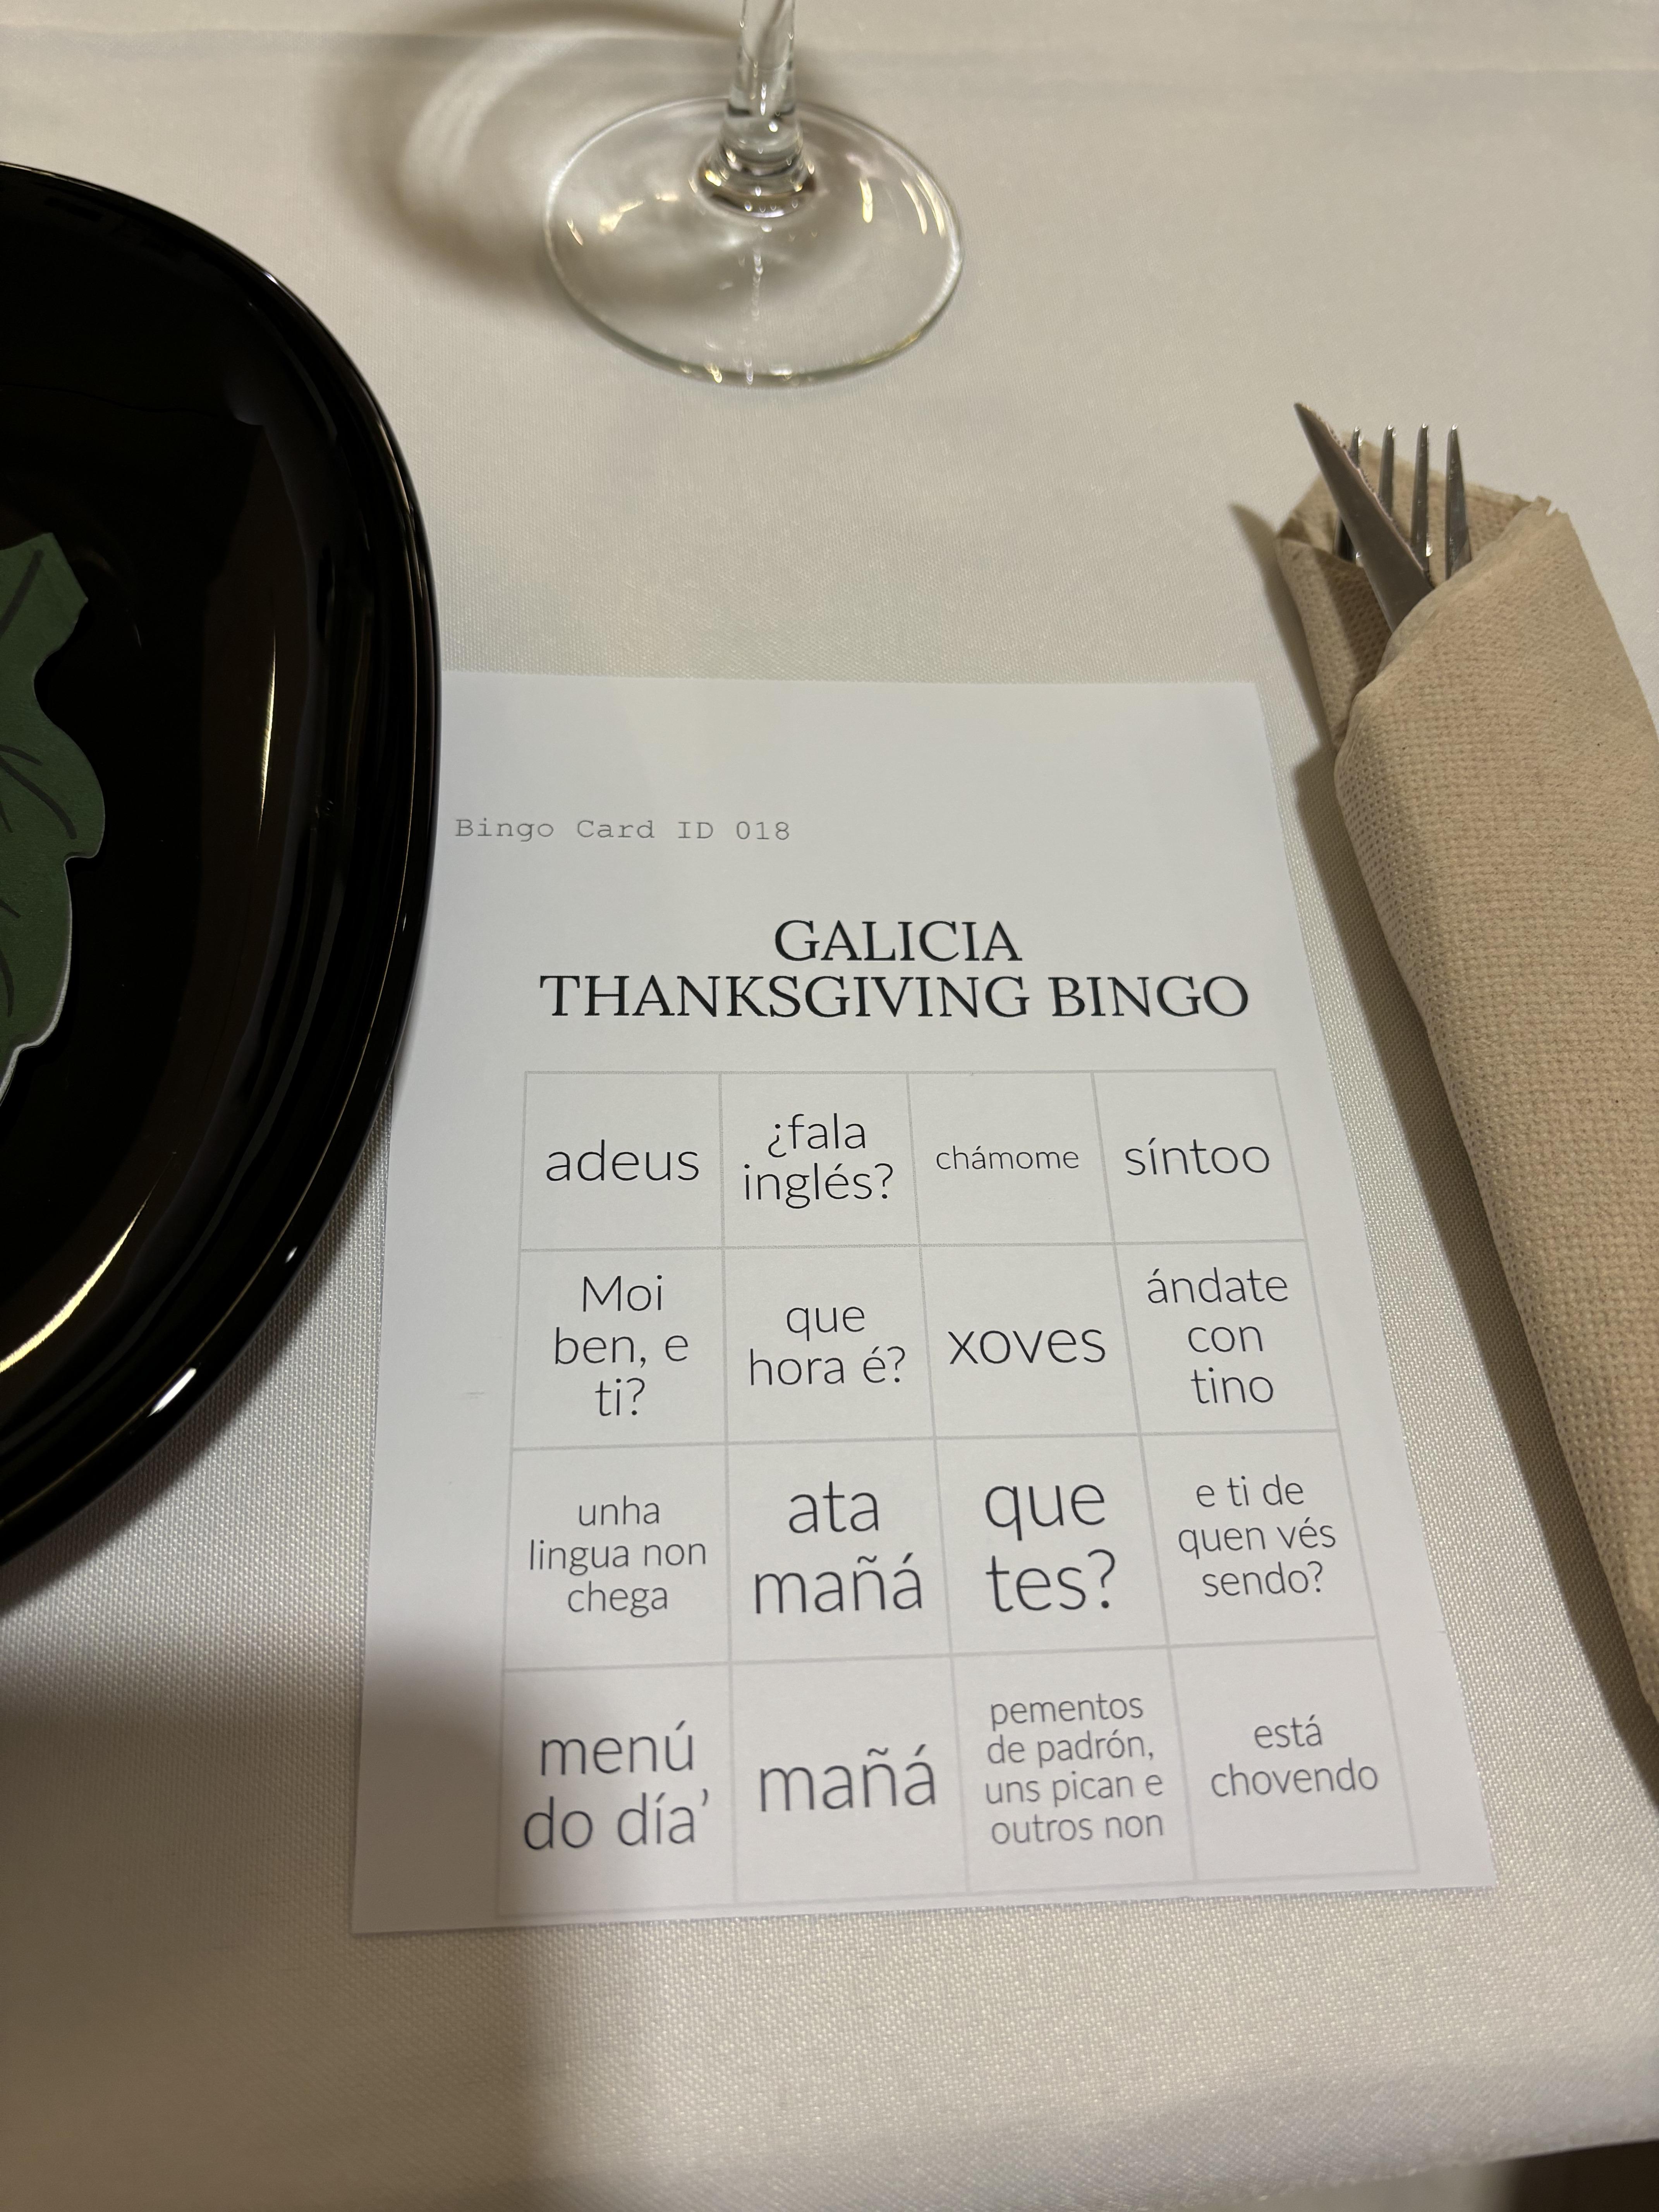 Bingo Card ID 018
GALICIA
THANKSGIVING BINGO
adeus
¿fala
inglés?
chámome
síntoo
Moi
ben, e
ti?
que
hora é?
xoves
ándate
con
tino
unha
lingua non
chega
ata
mañá
que
tes?
e ti de
quen vés
sendo?
menú
do día’
mañá
pementos
de padrón,
uns pican e
outros non
está
chovendo